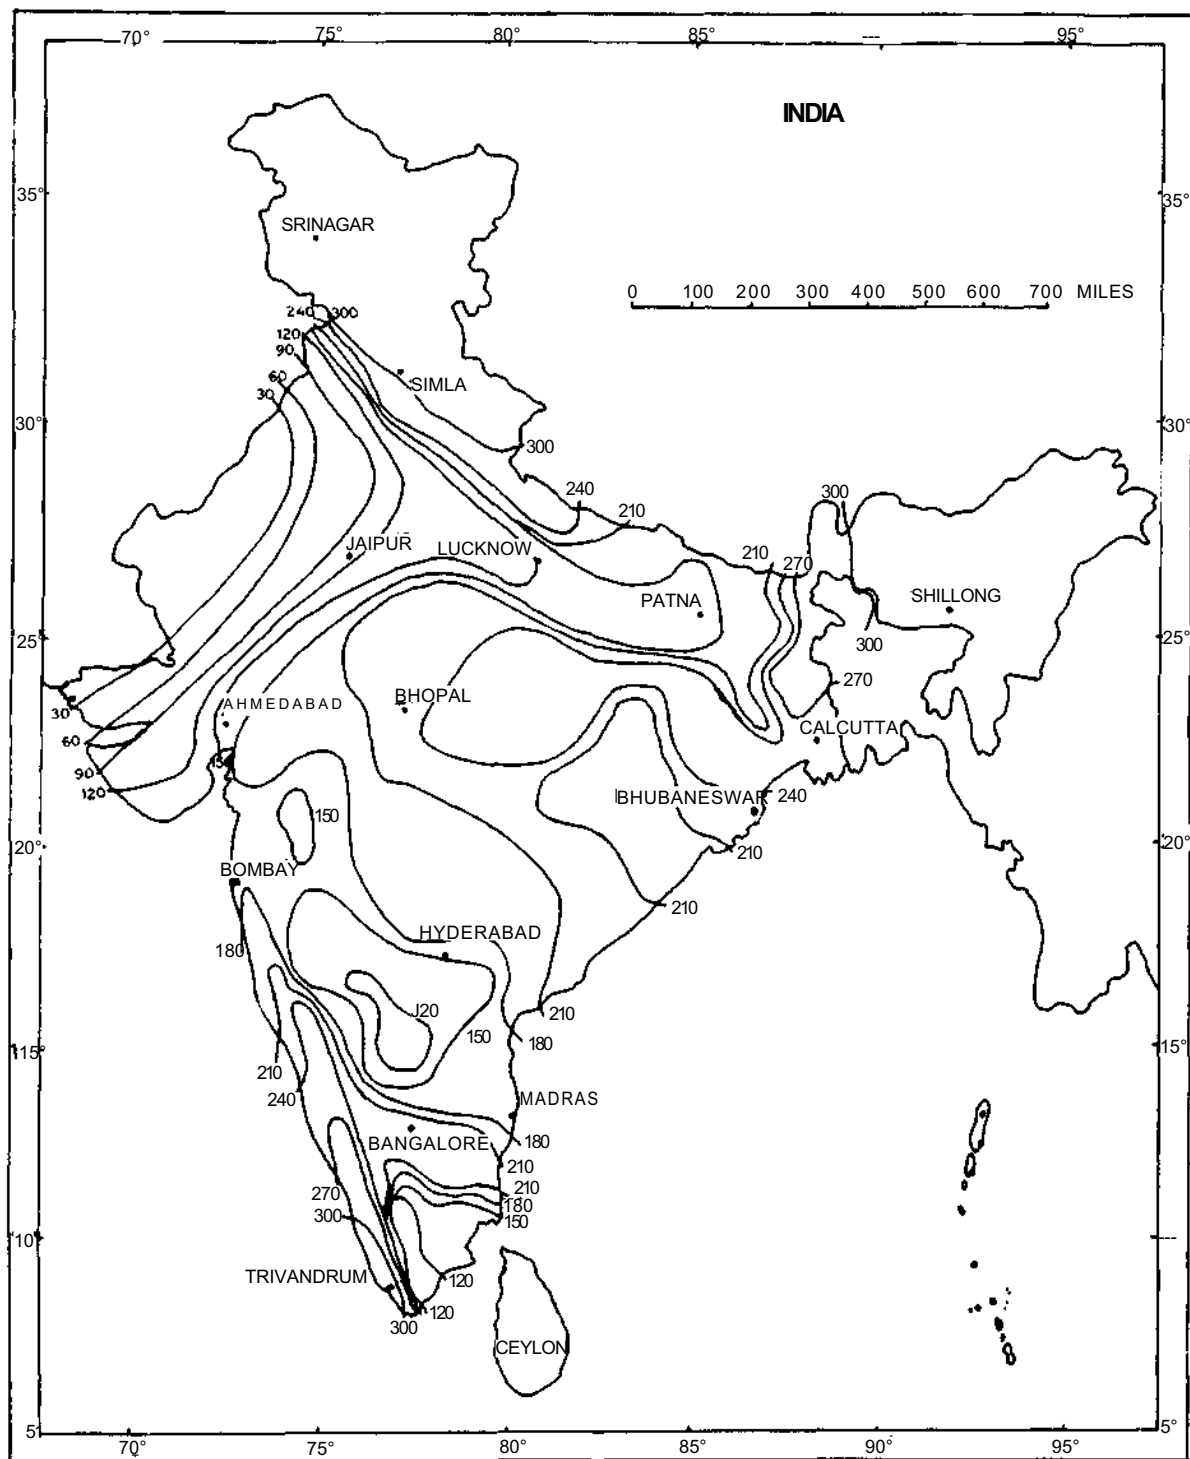 70° 75° 80° 85° --- 95°
INDIA
35° 35°
SRINAGAR
0 100 200 300 400 500 600 700 MILES
240 300
120
90
60
SIMLA
30
30° 30°
300
240
300
210
JAIPUR LUCKNOW
210 270
PATNA SHILLONG
25° 25°
300
270
BHOPAL
AHMEDABAD
30
CALCUTTA
60
150
90
120
BHUBANESWAR 240
150
20° 20°
210
BOMBAY
210
HYDERABAD
180
J20
210
150
180
115° 15°
210
240
MADRAS
BANGALORE
180
210
270
210
180
300
150
10° ---
TRIVANDRUM
120
120
300
CEYLON
5° 5°
70° 75° 80° 85° 90° 95°